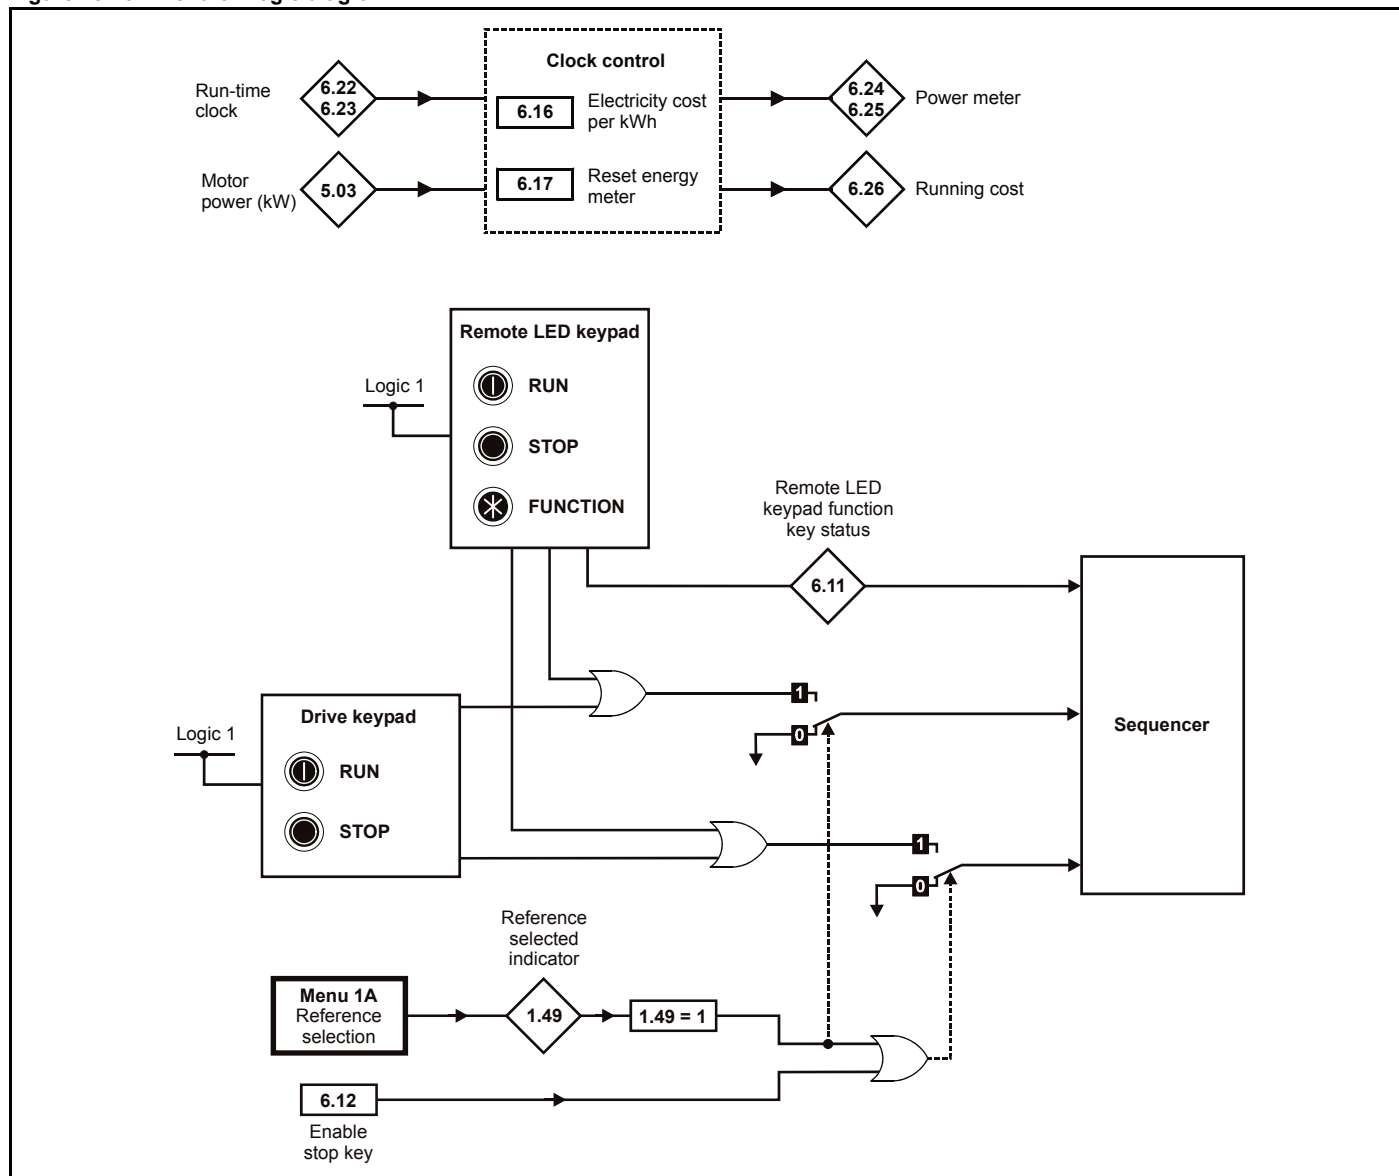 Clock control
Run-time
clock
6.22
6.23
6.16
Electricity cost
per kWh
6.24
6.25
Power meter
Motor
power (kW)
5.03
6.17
Reset energy
meter
6.26
Running cost
Remote LED keypad
Logic 1
RUN
STOP
FUNCTION
Remote LED
keypad function
key status
6.11
Drive keypad
Logic 1
RUN
STOP
1
0
Sequencer
1
0
Reference
selected
indicator
Menu 1A
Reference
selection
1.49
1.49 = 1
6.12
Enable
stop key